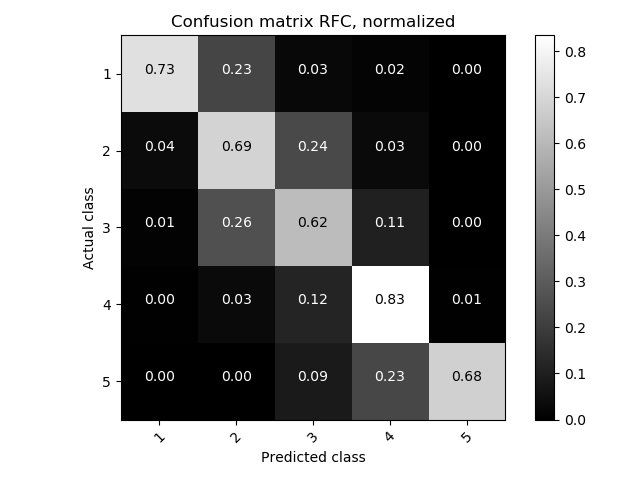 Confusion matrix RFC, normalized
Actual class
1 0.73 0.23 0.03 0.02 0.00
2 0.04 0.69 0.24 0.03 0.00
3 0.01 0.26 0.62 0.11 0.00
4 0.00 0.03 0.12 0.83 0.01
5 0.00 0.00 0.09 0.23 0.68
1 2 3 4 5
Predicted class
0.8
0.7
0.6
0.5
0.4
0.3
0.2
0.1
0.0